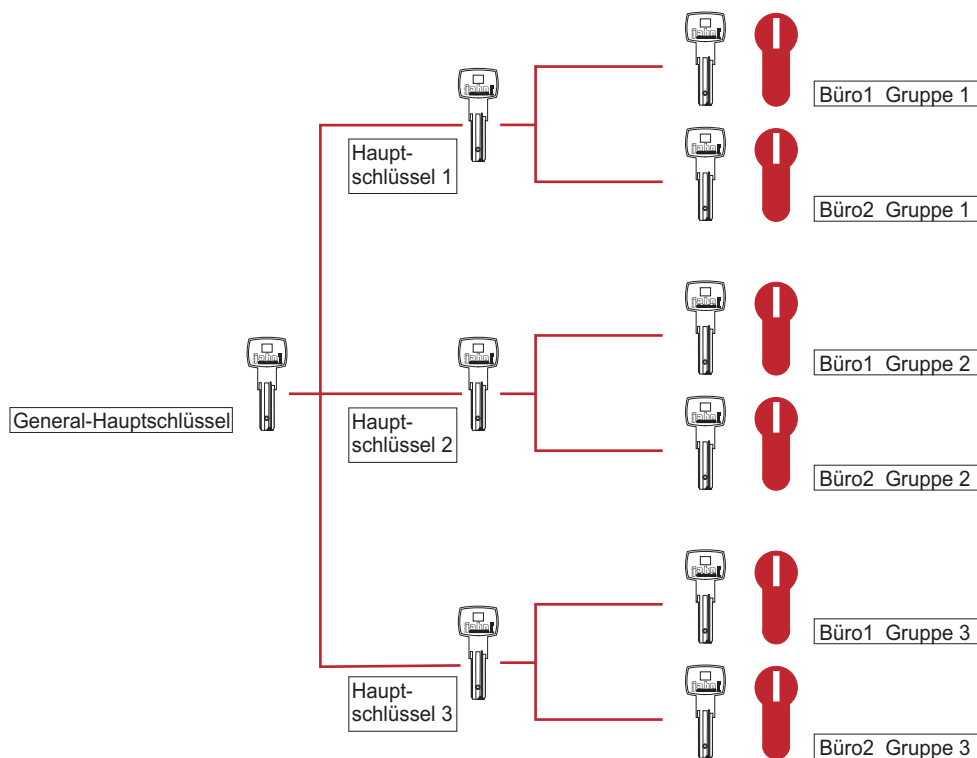 Büro1 Gruppe 1
Haupt-
schlüssel 1
Büro2 Gruppe 1
Büro1 Gruppe 2
General-Hauptschlüssel
Haupt-
schlüssel 2
Büro2 Gruppe 2
Büro1 Gruppe 3
Haupt-
schlüssel 3
Büro2 Gruppe 3